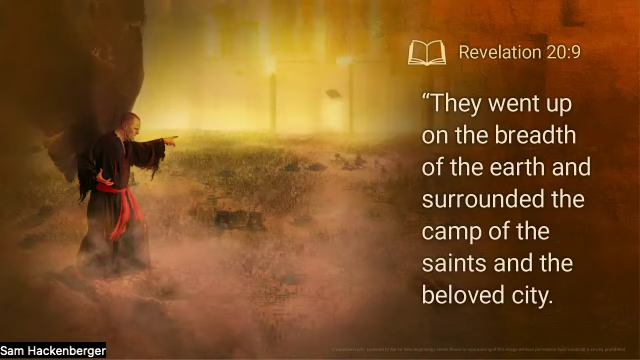 Revelation 20:9
“They went up
on the breadth
of the earth and
surrounded the
camp of the
saints and the
beloved city.
Sam Hackenberger